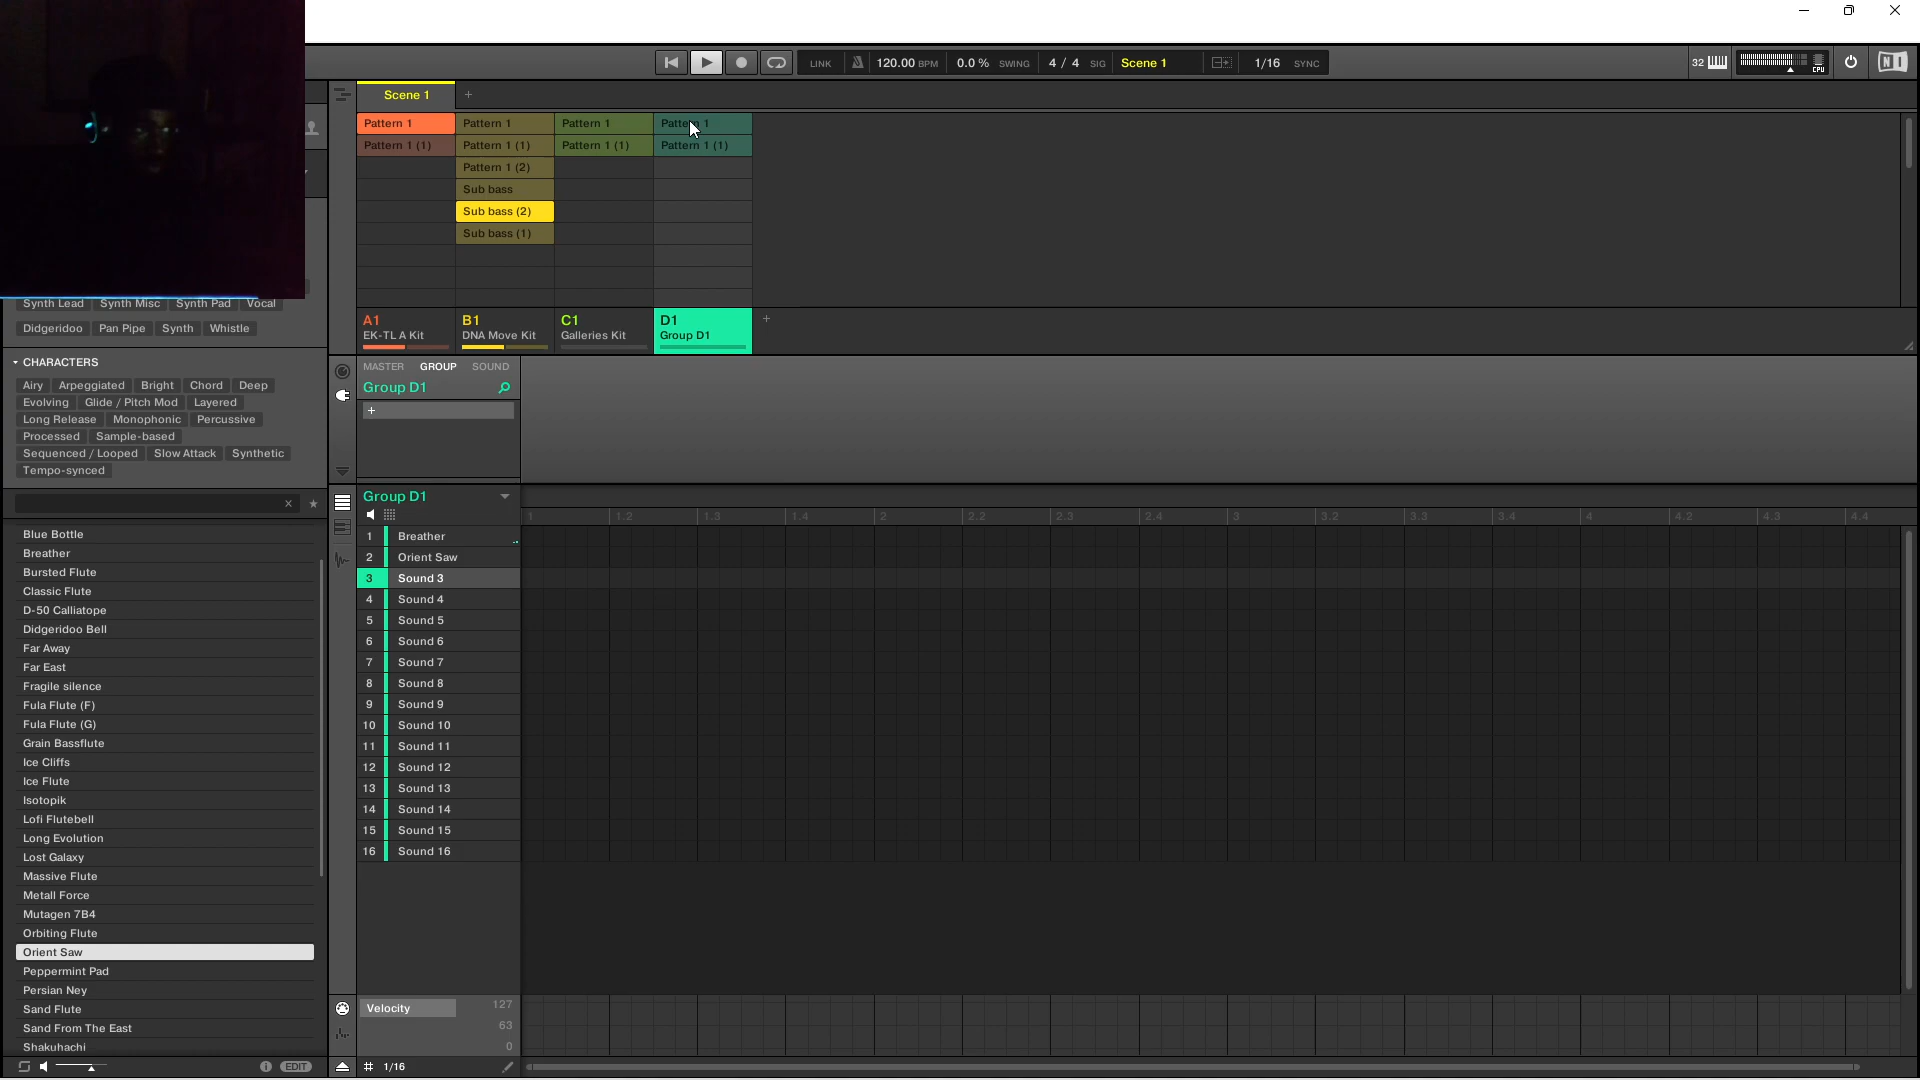 LINK 120.00 BPM 0.0 % SWING 4 / 4 SIG Scene 1 1/16 SYNC 32 CPU NI
Scene 1 +
Pattern 1 Pattern 1 Pattern 1
Pattern 1 (1) Pattern 1 (1) Pattern 1 (1) Pattern 1 (1)
Pattern 1 (2)
Sub bass
Sub bass (2)
Sub bass (1)
A1 B1 C1 D1 +
EK-TL A Kit DNA Move Kit Galleries Kit Group D1
Synth Lead Synth Misc Synth Pad Vocal
Didgeridoo Pan Pipe Synth Whistle
CHARACTERS
Airy Arpeggiated Bright Chord Deep
Evolving Glide / Pitch Mod Layered
Long Release Monophonic Percussive
Processed Sample-based
Sequenced / Looped Slow Attack Synthetic
Tempo-synced
Blue Bottle
Breather
Bursted Flute
Classic Flute
D-50 Calliatope
Didgeridoo Bell
Far Away
Far East
Fragile silence
Fula Flute (F)
Fula Flute (G)
Grain Bassflute
Ice Cliffs
Ice Flute
Isotopik
Lofi Flutebell
Long Evolution
Lost Galaxy
Massive Flute
Metall Force
Mutagen 7B4
Orbiting Flute
Orient Saw
Peppermint Pad
Persian Ney
Sand Flute
Sand From The East
Shakuhachi
EDIT
MASTER GROUP SOUND
Group D1
+
Group D1
1 1.2 1.3 1.4 2 2.2 2.3 2.4 3 3.2 3.3 3.4 4 4.2 4.3 4.4
1 Breather
2 Orient Saw
3 Sound 3
4 Sound 4
5 Sound 5
6 Sound 6
7 Sound 7
8 Sound 8
9 Sound 9
10 Sound 10
11 Sound 11
12 Sound 12
13 Sound 13
14 Sound 14
15 Sound 15
16 Sound 16
Velocity 127
63
0
1/16